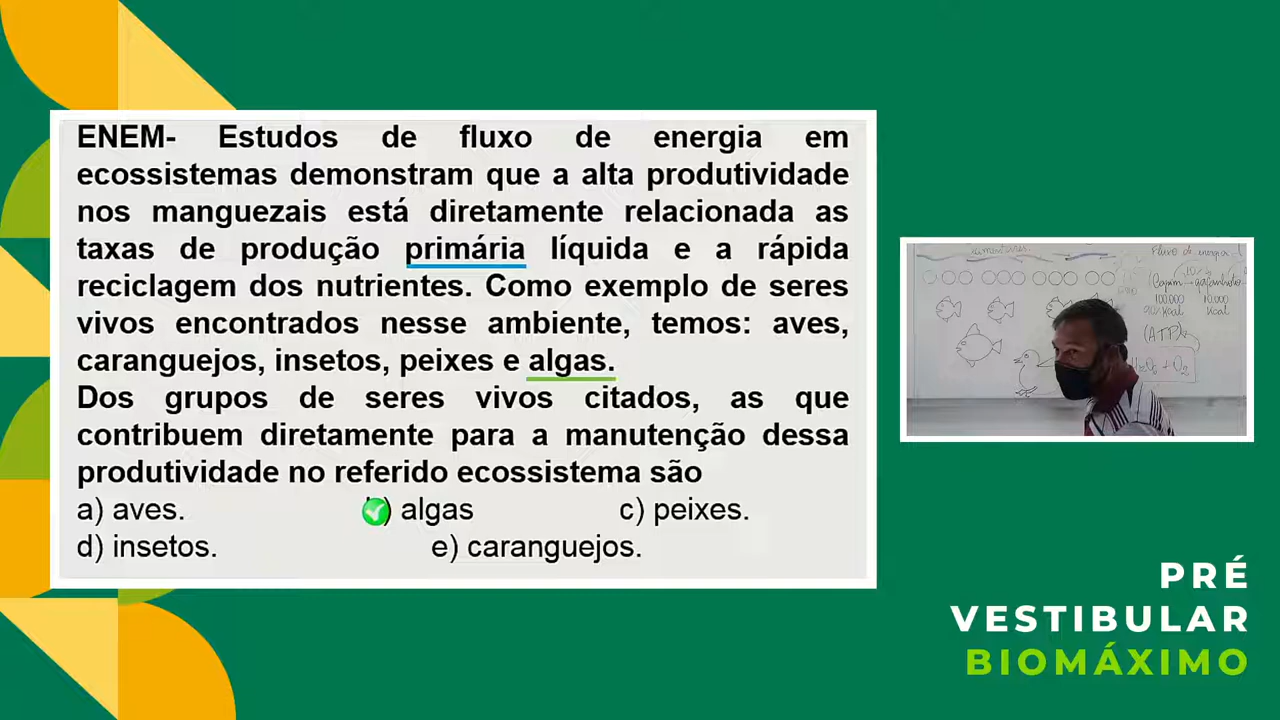 ENEM- Estudos de fluxo de energia em
ecossistemas demonstram que a alta produtividade
nos manguezais está diretamente relacionada as
taxas de produção primária líquida e a rápida
reciclagem dos nutrientes. Como exemplo de seres
vivos encontrados nesse ambiente, temos: aves,
caranguejos, insetos, peixes e algas.
Dos grupos de seres vivos citados, as que
contribuem diretamente para a manutenção dessa
produtividade no referido ecossistema são
a) aves. ) algas c) peixes.
d) insetos. e) caranguejos.
Fluxo de energia
Capim → gafanhoto
100.000 10.000
Kcal Kcal
(ATP)
+ O2
PRÉ
VESTIBULAR
BIOMÁXIMO